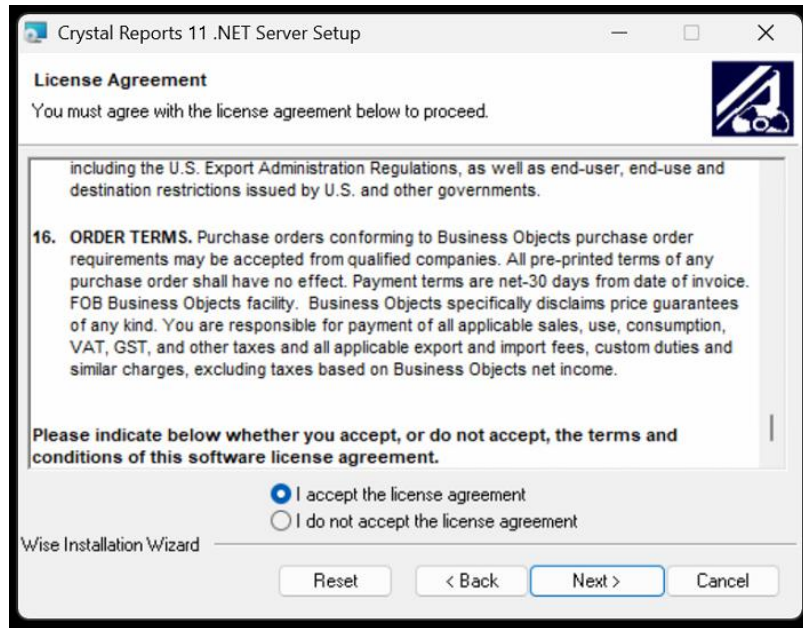 Crystal Reports 11 .NET Server Setup
License Agreement
You must agree with the license agreement below to proceed.
including the U.S. Export Administration Regulations, as well as end-user, end-use and
destination restrictions issued by U.S. and other governments.
16. ORDER TERMS. Purchase orders conforming to Business Objects purchase order
requirements may be accepted from qualified companies. All pre-printed terms of any
purchase order shall have no effect. Payment terms are net-30 days from date of invoice.
FOB Business Objects facility.  Business Objects specifically disclaims price guarantees
of any kind. You are responsible for payment of all applicable sales, use, consumption,
VAT, GST, and other taxes and all applicable export and import fees, custom duties and
similar charges, excluding taxes based on Business Objects net income.
Please indicate below whether you accept, or do not accept, the terms and
conditions of this software license agreement.
I accept the license agreement
I do not accept the license agreement
Wise Installation Wizard
Reset < Back Next > Cancel